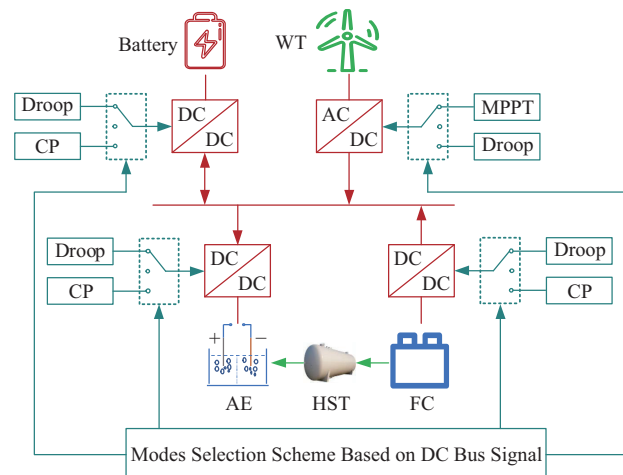 Battery
WT
Droop
CP
DC
DC
AC
DC
MPPT
Droop
Droop
CP
DC
DC
DC
DC
Droop
CP
+
−
AE
HST
FC
Modes Selection Scheme Based on DC Bus Signal